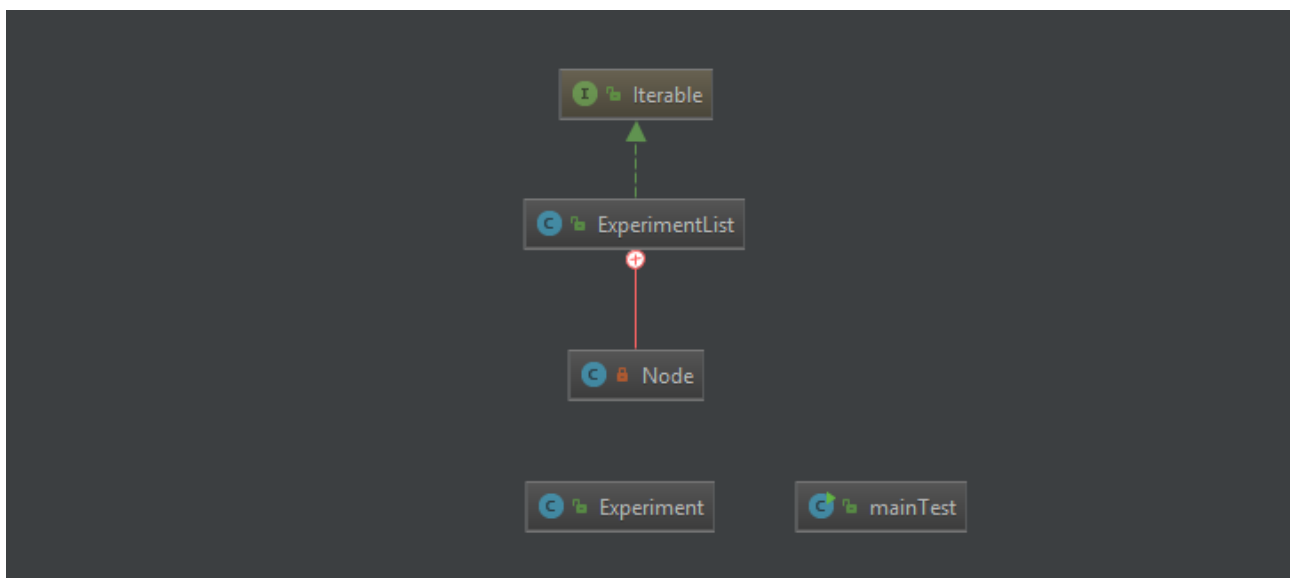 I Iterable
C ExperimentList
+
C Node
C Experiment
C mainTest